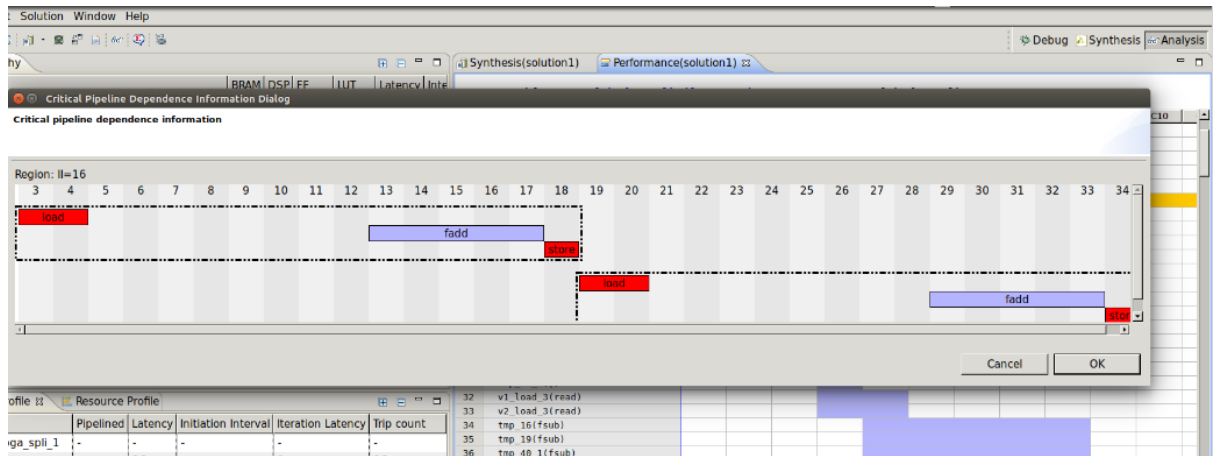 Solution Window Help
Debug Synthesis Analysis
hy Synthesis(solution1) Performance(solution1)
BRAM DSP FF LUT Latency Inte
Critical Pipeline Dependence Information Dialog
Critical pipeline dependence information
C10
Region: II=16
3 4 5 6 7 8 9 10 11 12 13 14 15 16 17 18 19 20 21 22 23 24 25 26 27 28 29 30 31 32 33 34
load
fadd
store
load
fadd
stor
Cancel OK
ofile Resource Profile
32 v1_load_3(read)
33 v2_load_3(read)
Pipelined Latency Initiation Interval Iteration Latency Trip count
34 tmp_16(fsub)
oga_spli_1 - - - - -
35 tmp_19(fsub)
36 tmp_40_1(fsub)